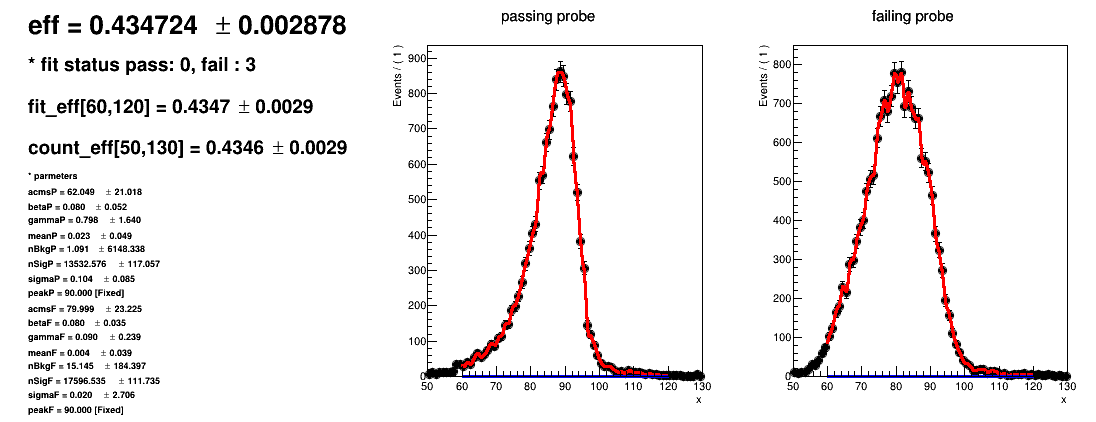 eff = 0.434724 ± 0.002878
* fit status pass: 0, fail : 3
fit_eff[60,120] = 0.4347 ± 0.0029
count_eff[50,130] = 0.4346 ± 0.0029
* parmeters
acmsP = 62.049 ± 21.018
betaP = 0.080 ± 0.052
gammaP = 0.798 ± 1.640
meanP = 0.023 ± 0.049
nBkgP = 1.091 ± 6148.338
nSigP = 13532.576 ± 117.057
sigmaP = 0.104 ± 0.085
peakP = 90.000 [Fixed]
acmsF = 79.999 ± 23.225
betaF = 0.080 ± 0.035
gammaF = 0.090 ± 0.239
meanF = 0.004 ± 0.039
nBkgF = 15.145 ± 184.397
nSigF = 17596.535 ± 111.735
sigmaF = 0.020 ± 2.706
peakF = 90.000 [Fixed]
passing probe
Events / ( 1 )
900
800
700
600
500
400
300
200
100
0
50 60 70 80 90 100 110 120 130
x
failing probe
Events / ( 1 )
800
700
600
500
400
300
200
100
0
50 60 70 80 90 100 110 120 130
x